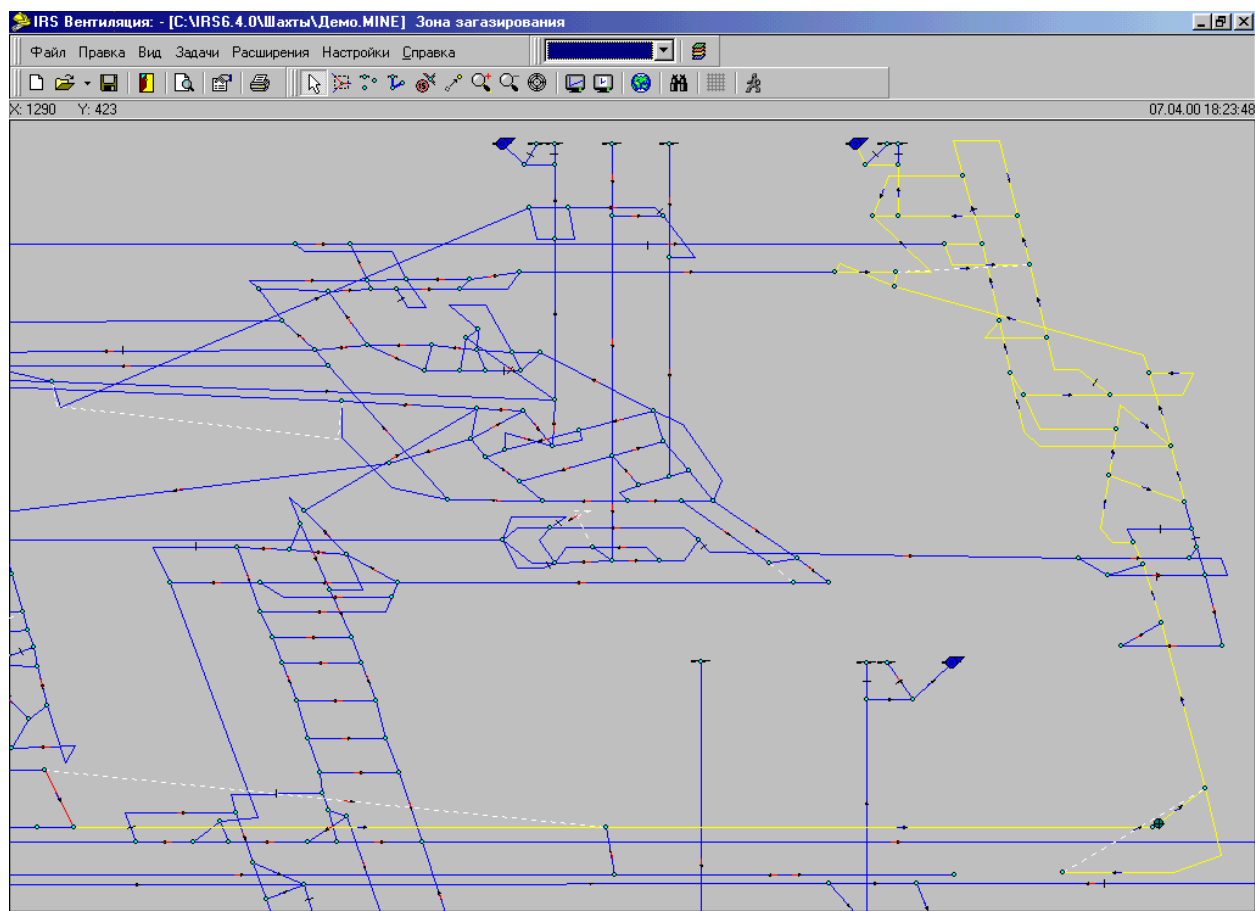 IRS Вентиляция: - [C:\IRS6.4.0\Шахты\Демо.MINE] Зона загазирования
Файл Правка Вид Задачи Расширения Настройки Справка
X: 1290 Y: 423 07.04.00 18:23:48